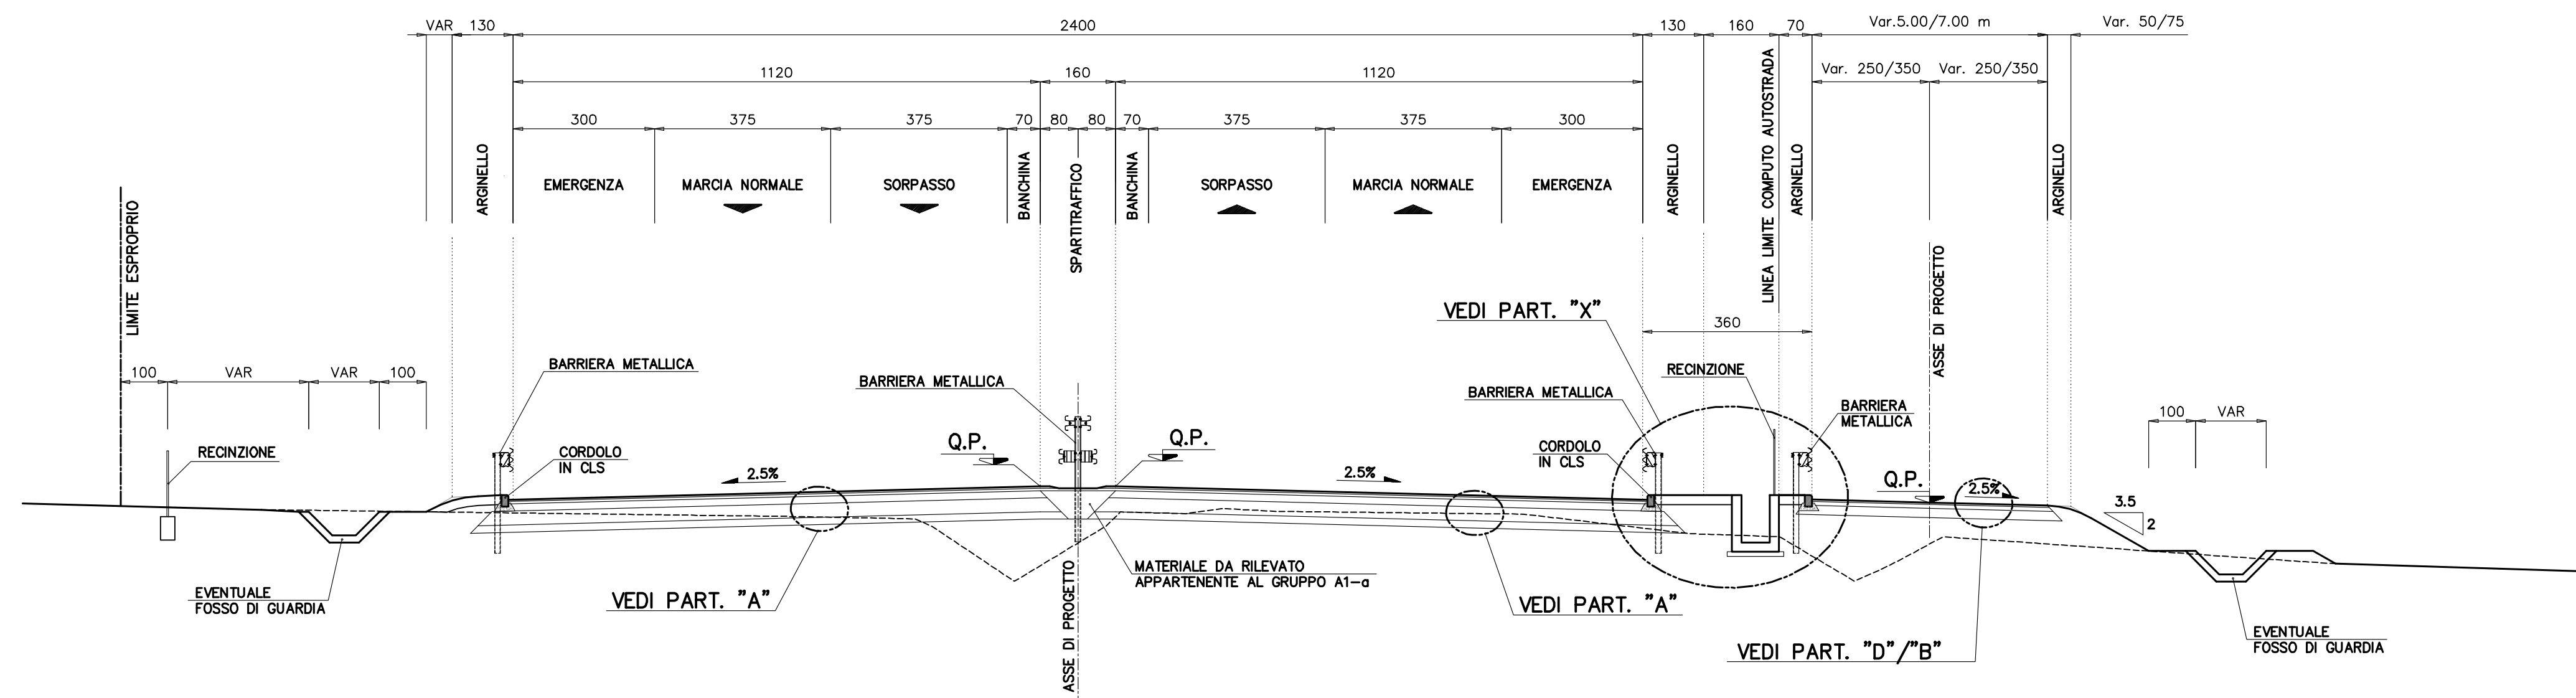 VAR
130
2400
130
160
70
Var.5.00/7.00 m
Var. 50/75
1120
160
1120
Var. 250/350
Var. 250/350
300
375
375
70
80
80
70
375
375
300
LIMITE ESPROPRIO
ARGINELLO
EMERGENZA
MARCIA NORMALE
SORPASSO
BANCHINA
SPARTITRAFFICO
BANCHINA
SORPASSO
MARCIA NORMALE
EMERGENZA
ARGINELLO
LINEA LIMITE COMPUTO AUTOSTRADA
ARGINELLO
ASSE DI PROGETTO
ARGINELLO
VEDI PART. "X"
360
100
VAR
VAR
100
BARRIERA METALLICA
BARRIERA METALLICA
RECINZIONE
BARRIERA METALLICA
BARRIERA
METALLICA
100
VAR
RECINZIONE
CORDOLO
IN CLS
2.5%
Q.P.
Q.P.
2.5%
CORDOLO
IN CLS
Q.P.
2.5%
3.5
2
EVENTUALE
FOSSO DI GUARDIA
VEDI PART. "A"
ASSE DI PROGETTO
MATERIALE DA RILEVATO
APPARTENENTE AL GRUPPO A1-a
VEDI PART. "A"
VEDI PART. "D"/"B"
EVENTUALE
FOSSO DI GUARDIA